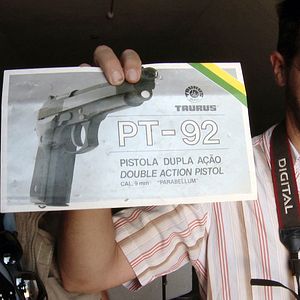 TAURUS
PT-92
PISTOLA DUPLA AÇÃO
DOUBLE ACTION PISTOL
CAL. 9 mm "PARABELLUM"
DIGITAL